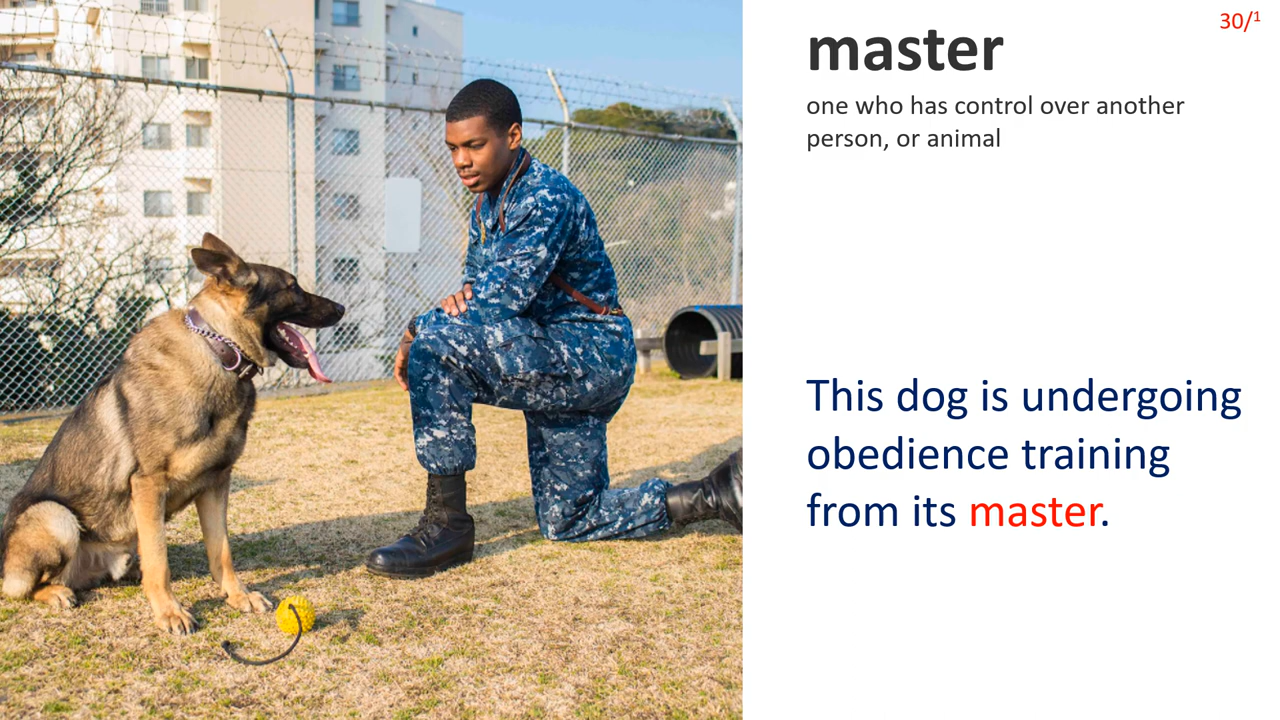 30/1
master
one who has control over another
person, or animal
This dog is undergoing
obedience training
from its master.